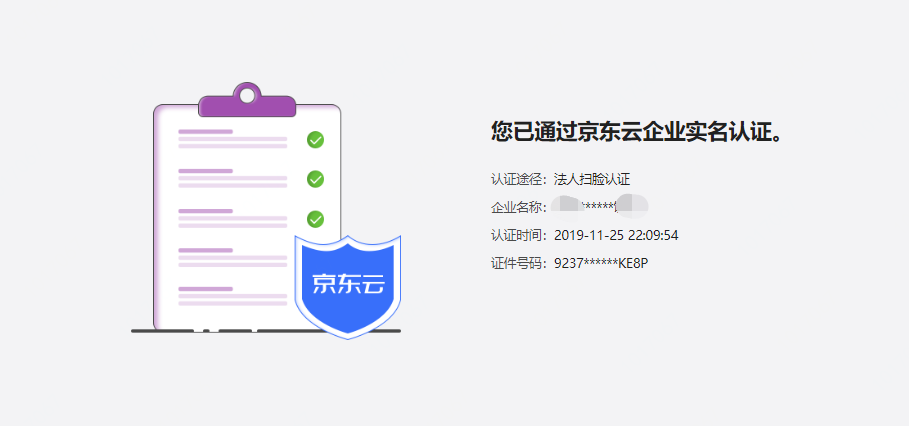 您已通过京东云企业实名认证。
认证途径：法人扫脸认证
企业名称：******
认证时间：2019-11-25 22:09:54
证件号码：9237******KE8P
京东云